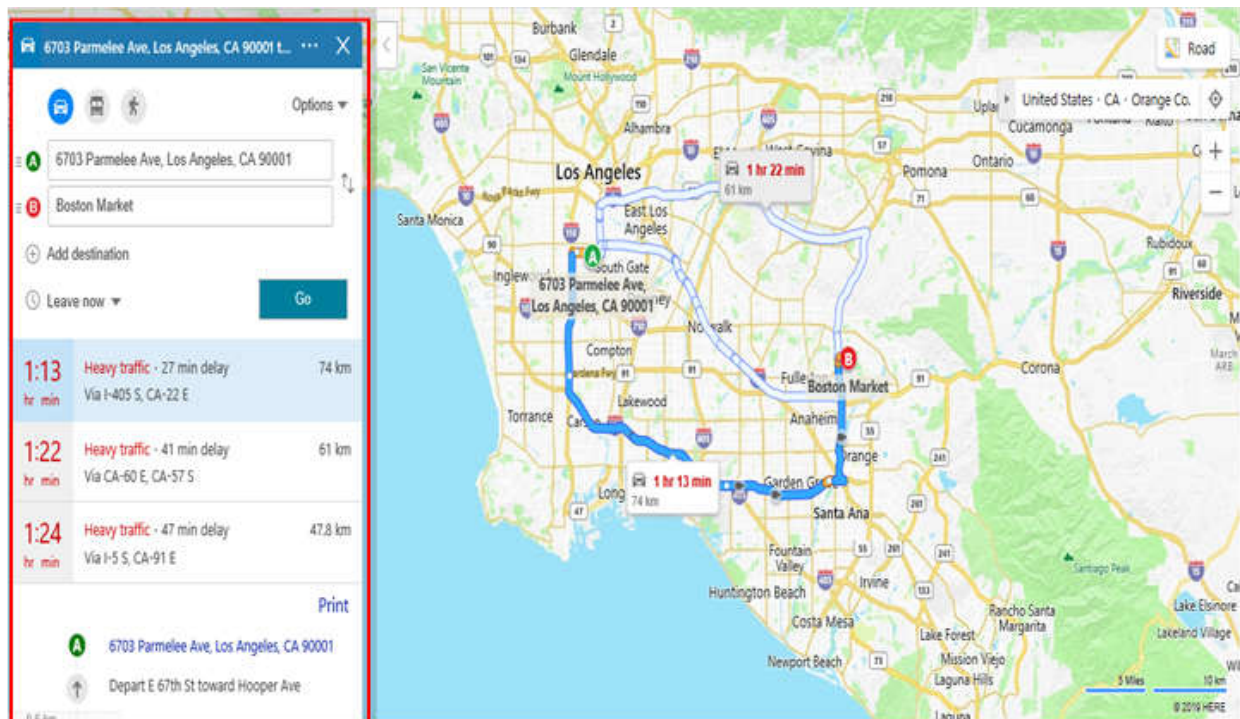 6703 Parmelee Ave, Los Angeles, CA 90001 t... ··· X
Options
A 6703 Parmelee Ave, Los Angeles, CA 90001
B Boston Market
Add destination
Leave now
Go
1:13 hr min
Heavy traffic - 27 min delay 74 km
Via I-405 S, CA-22 E
1:22 hr min
Heavy traffic - 41 min delay 61 km
Via CA-60 E, CA-57 S
1:24 hr min
Heavy traffic - 47 min delay 47.8 km
Via I-5 S, CA-91 E
Print
A 6703 Parmelee Ave, Los Angeles, CA 90001
Depart E 67th St toward Hooper Ave
Road
United States · CA · Orange Co.
Burbank
Glendale
San Vicente Mountain
Mount Hollywood
Alhambra
West Covina
Cucamonga
Ontario
Pomona
Los Angeles
1 hr 22 min
61 km
East Los Angeles
Santa Monica
Rubidoux
Riverside
South Gate
A
6703 Parmelee Ave,
Los Angeles, CA 90001
Compton
Gardena Fwy
Lakewood
Torrance
B
Boston Market
Anaheim
Corona
March ARB
Orange
1 hr 13 min
74 km
Santa Ana
Fountain Valley
Huntington Beach
Irvine
Costa Mesa
Santiago Peak
Rancho Santa Margarita
Lake Elsinore
Lakeland Village
Lake Forest
Newport Beach
Mission Viejo
Laguna Hills
Laguna
5 Miles
10 km
© 2019 HERE